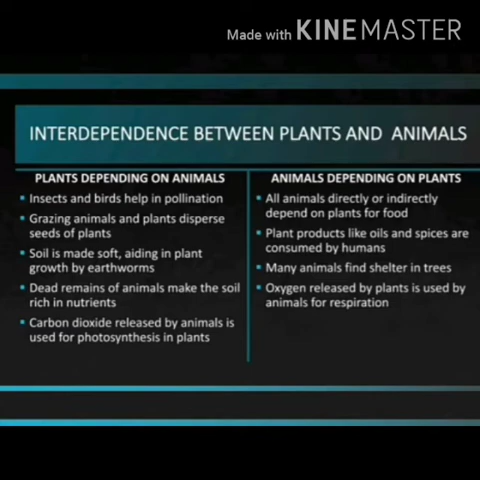 Made with KINEMASTER
INTERDEPENDENCE BETWEEN PLANTS AND ANIMALS
PLANTS DEPENDING ON ANIMALS
▪ Insects and birds help in pollination
▪ Grazing animals and plants disperse
seeds of plants
▪ Soil is made soft, aiding in plant
growth by earthworms
▪ Dead remains of animals make the soil
rich in nutrients
▪ Carbon dioxide released by animals is
used for photosynthesis in plants
ANIMALS DEPENDING ON PLANTS
▪ All animals directly or indirectly
depend on plants for food
▪ Plant products like oils and spices are
consumed by humans
▪ Many animals find shelter in trees
▪ Oxygen released by plants is used by
animals for respiration